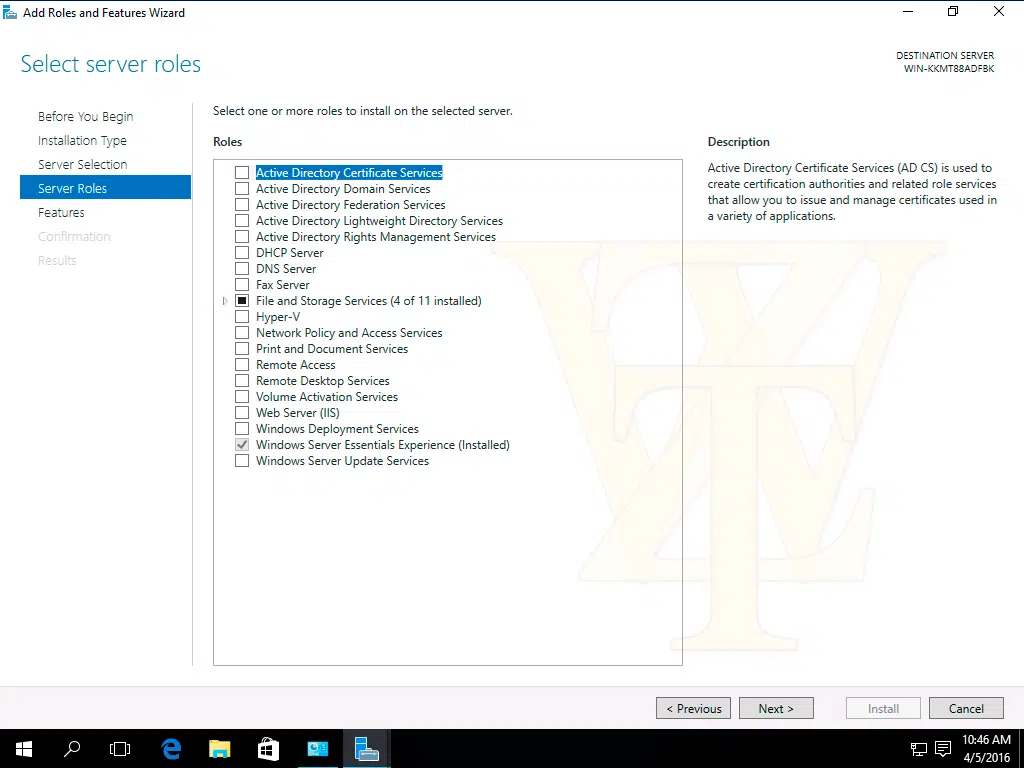 Add Roles and Features Wizard
Select server roles
DESTINATION SERVER
WIN-KKMT88ADFBK
Before You Begin
Installation Type
Server Selection
Server Roles
Features
Confirmation
Results
Select one or more roles to install on the selected server.
Roles
Active Directory Certificate Services
Active Directory Domain Services
Active Directory Federation Services
Active Directory Lightweight Directory Services
Active Directory Rights Management Services
DHCP Server
DNS Server
Fax Server
File and Storage Services (4 of 11 installed)
Hyper-V
Network Policy and Access Services
Print and Document Services
Remote Access
Remote Desktop Services
Volume Activation Services
Web Server (IIS)
Windows Deployment Services
Windows Server Essentials Experience (Installed)
Windows Server Update Services
Description
Active Directory Certificate Services (AD CS) is used to
create certification authorities and related role services
that allow you to issue and manage certificates used in
a variety of applications.
< Previous
Next >
Install
Cancel
10:46 AM
4/5/2016